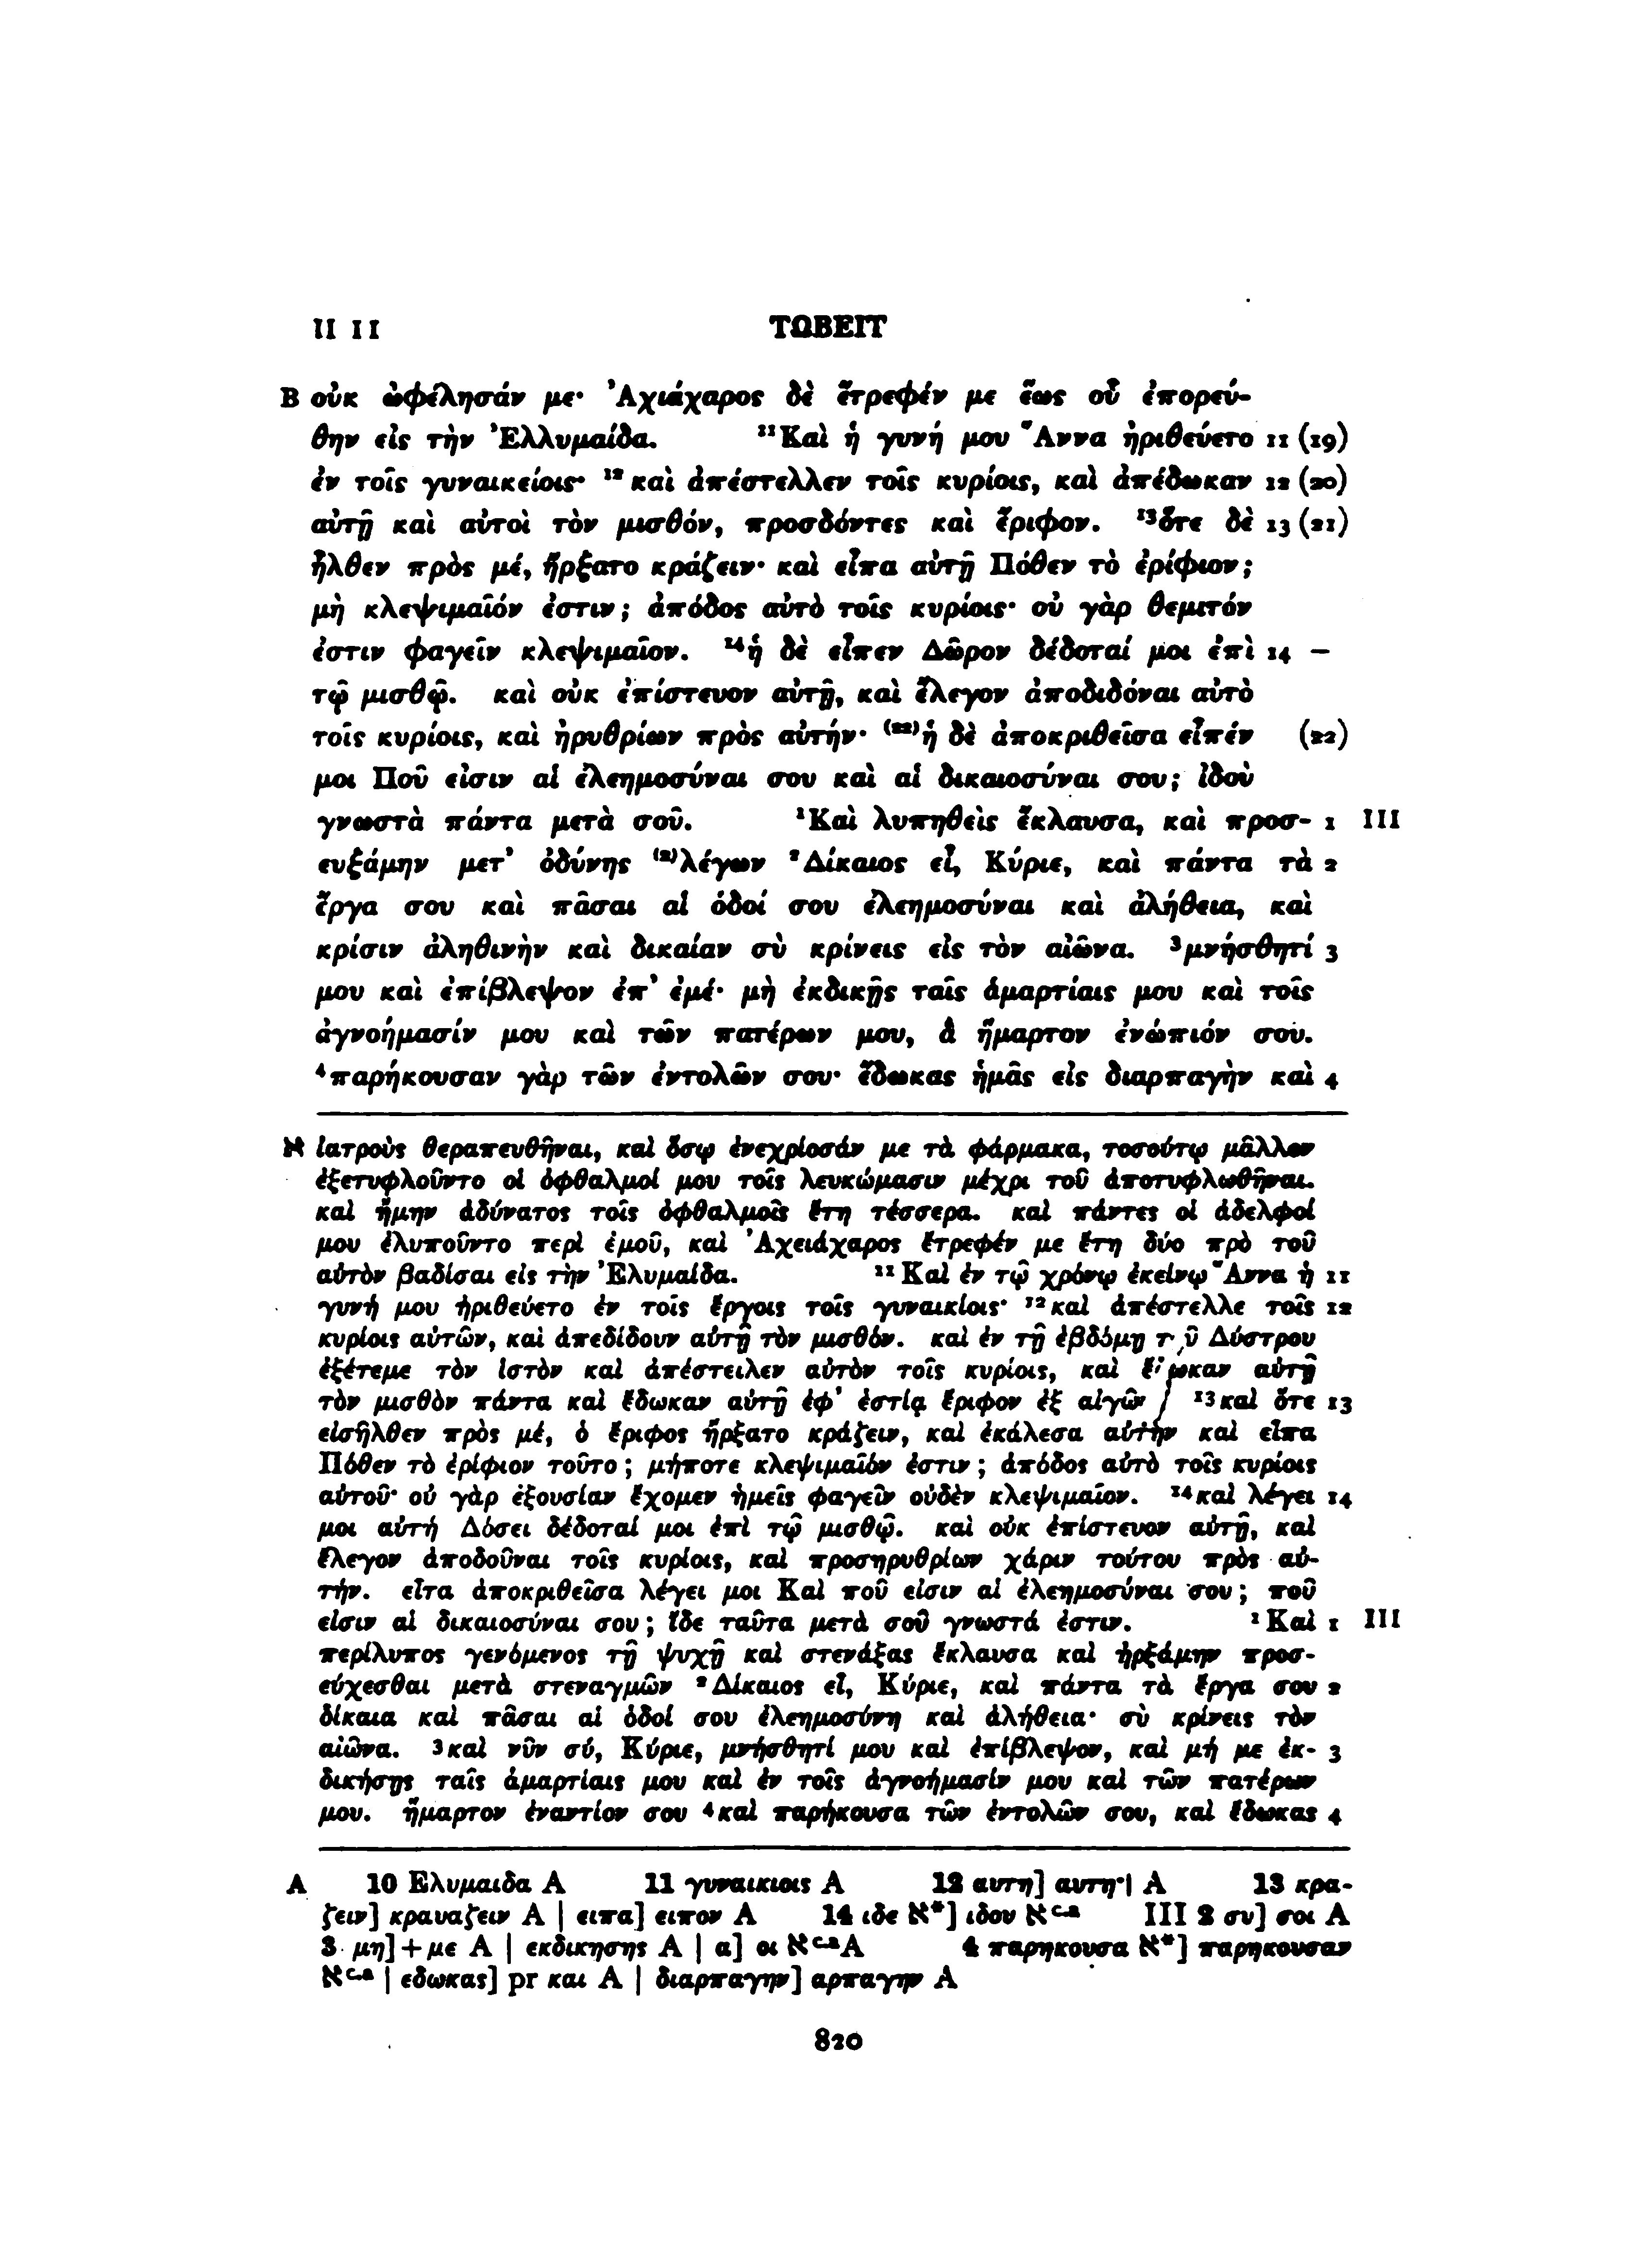 II 11 ΤΩΒΕΙΤ
B οὐκ ὠφέλησάν με· Ἀχιάχαρος δὲ ἔτρεφέν με ἕως οὗ ἐπορεύ-
θην εἰς τὴν Ἑλλυμαίδα. ¹¹Καὶ ἡ γυνή μου Ἄννα ἠριθεύετο 11 (19)
ἐν τοῖς γυναικείοις· ¹²καὶ ἀπέστελλεν τοῖς κυρίοις, καὶ ἀπέδωκαν 12 (20)
αὐτῇ καὶ αὐτοὶ τὸν μισθόν, προσδόντες καὶ ἔριφον. ¹³ὅτε δὲ 13 (21)
ἦλθεν πρὸς μέ, ἤρξατο κράζειν· καὶ εἶπα αὐτῇ Πόθεν τὸ ἐρίφιον;
μὴ κλεψιμαῖόν ἐστιν; ἀπόδος αὐτὸ τοῖς κυρίοις· οὐ γὰρ θεμιτόν
ἐστιν φαγεῖν κλεψιμαῖον. ¹⁴ἡ δὲ εἶπεν Δῶρον δέδοταί μοι ἐπὶ 14 –
τῷ μισθῷ. καὶ οὐκ ἐπίστευον αὐτῇ, καὶ ἔλεγον ἀποδιδόναι αὐτὸ
τοῖς κυρίοις, καὶ ἠρυθρίων πρὸς αὐτήν· ⁽²²⁾ἡ δὲ ἀποκριθεῖσα εἶπέν (22)
μοι Ποῦ εἰσιν αἱ ἐλεημοσύναι σου καὶ αἱ δικαιοσύναι σου; ἰδοὺ
γνωστὰ πάντα μετὰ σοῦ. ¹Καὶ λυπηθεὶς ἔκλαυσα, καὶ προσ- 1 III
ευξάμην μετ’ ὀδύνης ⁽²⁾λέγων ²Δίκαιος εἶ, Κύριε, καὶ πάντα τὰ 2
ἔργα σου καὶ πᾶσαι αἱ ὁδοί σου ἐλεημοσύναι καὶ ἀλήθεια, καὶ
κρίσιν ἀληθινὴν καὶ δικαίαν σὺ κρίνεις εἰς τὸν αἰῶνα. ³μνήσθητί 3
μου καὶ ἐπίβλεψον ἐπ’ ἐμέ· μὴ ἐκδικῇς ταῖς ἁμαρτίαις μου καὶ τοῖς
ἀγνοήμασίν μου καὶ τῶν πατέρων μου, ἃ ἥμαρτον ἐνώπιόν σου.
⁴παρήκουσαν γὰρ τῶν ἐντολῶν σου· ἔδωκας ἡμᾶς εἰς διαρπαγὴν καὶ 4
א ἰατροὺς θεραπευθῆναι, καὶ ὅσῳ ἐνεχρίοσάν με τὰ φάρμακα, τοσούτῳ μᾶλλον
ἐξετυφλοῦντο οἱ ὀφθαλμοί μου τοῖς λευκώμασιν μέχρι τοῦ ἀποτυφλωθῆναι.
καὶ ἤμην ἀδύνατος τοῖς ὀφθαλμοῖς ἔτη τέσσερα. καὶ πάντες οἱ ἀδελφοί
μου ἐλυποῦντο περὶ ἐμοῦ, καὶ Ἀχειάχαρος ἔτρεφέν με ἔτη δύο πρὸ τοῦ
αὐτὸν βαδίσαι εἰς τὴν Ἐλυμαίδα. ¹¹Καὶ ἐν τῷ χρόνῳ ἐκείνῳ Ἄννα ἡ 11
γυνή μου ἠριθεύετο ἐν τοῖς ἔργοις τοῖς γυναικίοις· ¹²καὶ ἀπέστελλε τοῖς 12
κυρίοις αὐτῶν, καὶ ἀπεδίδουν αὐτῇ τὸν μισθόν. καὶ ἐν τῇ ἑβδόμῃ τοῦ Δύστρου
ἐξέτεμε τὸν ἱστὸν καὶ ἀπέστειλεν αὐτὸν τοῖς κυρίοις, καὶ ἔδωκαν αὐτῇ
τὸν μισθὸν πάντα καὶ ἔδωκαν αὐτῇ ἐφ’ ἑστίᾳ ἔριφον ἐξ αἰγῶν ¹³καὶ ὅτε 13
εἰσῆλθεν πρὸς μέ, ὁ ἔριφος ἤρξατο κράζειν, καὶ ἐκάλεσα αὐτὴν καὶ εἶπα
Πόθεν τὸ ἐρίφιον τοῦτο; μήποτε κλεψιμαῖόν ἐστιν; ἀπόδος αὐτὸ τοῖς κυρίοις
αὐτοῦ· οὐ γὰρ ἐξουσίαν ἔχομεν ἡμεῖς φαγεῖν οὐδὲν κλεψιμαῖον. ¹⁴καὶ λέγει 14
μοι αὐτή Δόσει δέδοταί μοι ἐπὶ τῷ μισθῷ. καὶ οὐκ ἐπίστευον αὐτῇ, καὶ
ἔλεγον ἀποδοῦναι τοῖς κυρίοις, καὶ προσηρυθρίων χάριν τούτου πρὸς αὐ-
τήν. εἶτα ἀποκριθεῖσα λέγει μοι Καὶ ποῦ εἰσιν αἱ ἐλεημοσύναι σου; ποῦ
εἰσιν αἱ δικαιοσύναι σου; ἴδε ταῦτα μετὰ σοῦ γνωστά ἐστιν. ¹Καὶ 1 III
περίλυπος γενόμενος τῇ ψυχῇ καὶ στενάξας ἔκλαυσα καὶ ἠρξάμην προσ-
εύχεσθαι μετὰ στεναγμῶν ²Δίκαιος εἶ, Κύριε, καὶ πάντα τὰ ἔργα σου 2
δίκαια καὶ πᾶσαι αἱ ὁδοί σου ἐλεημοσύνη καὶ ἀλήθεια· σὺ κρίνεις τὸν
αἰῶνα. ³καὶ νῦν σύ, Κύριε, μνήσθητί μου καὶ ἐπίβλεψον, καὶ μή με ἐκ- 3
δικήσῃς ταῖς ἁμαρτίαις μου καὶ ἐν τοῖς ἀγνοήμασίν μου καὶ τῶν πατέρων
μου. ἥμαρτον ἐναντίον σου ⁴καὶ παρήκουσα τῶν ἐντολῶν σου, καὶ ἔδωκας 4
A 10 Ελυμαιδα A 11 γυναικιοις A 12 αυτη] αυτη·| A 13 κρα-
ζειν] κραυαζειν A | ειπα] ειπον A 14 ιδε א*] ιδου א c.a III 2 συ] σοι A
3 μη]+με A | εκδικησης A | α] οι א c.a A 4 παρηκουσα א*] παρηκουσαν
א c.a | εδωκας] pr και A | διαρπαγην] αρπαγην A
820